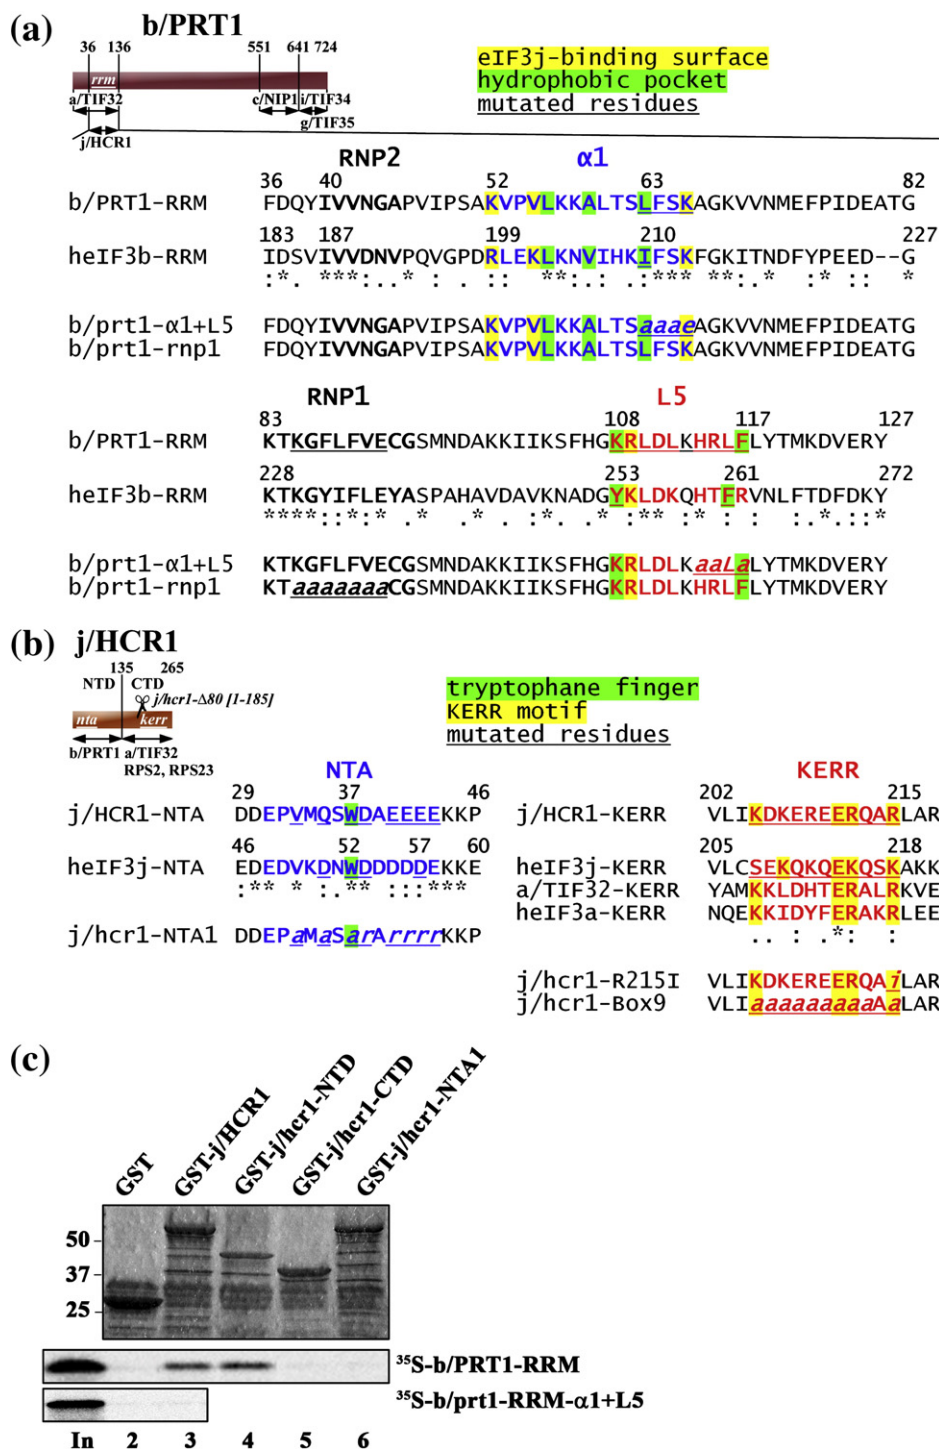 (a)
b/PRT1
36 136 551 641 724
rrm
a/TIF32 c/NIP1 i/TIF34
g/TIF35
j/HCR1
eIF3j-binding surface
hydrophobic pocket
mutated residues
RNP2 α1
36 40 52 63 82
b/PRT1-RRM FDQYIVVNGAPVIPSAKVPVLKKALTSLFSKAGKVVNMEFPIDEATG
183 187 199 210 227
heIF3b-RRM IDSVIVVDNVPQVGPDRLEKLKNVIHKIFSKFGKITNDFYPEED--G
b/prt1-α1+L5 FDQYIVVNGAPVIPSAKVPVLKKALTSaaaeAGKVVNMEFPIDEATG
b/prt1-rnp1 FDQYIVVNGAPVIPSAKVPVLKKALTSLFSKAGKVVNMEFPIDEATG
RNP1 L5
83 108 117 127
b/PRT1-RRM KTKGFLFVECGSMNDAKKIIKSFHGKRLDLKHRLFLYTMKDVERY
228 253 261 272
heIF3b-RRM KTKGYIFLEYASPAHAVDAVKNADGYKLDKQHTFRVNLFTDFDKY
b/prt1-α1+L5 KTKGFLFVECGSMNDAKKIIKSFHGKRLDLKaaLaLYTMKDVERY
b/prt1-rnp1 KTaaaaaaaCGSMNDAKKIIKSFHGKRLDLKHRLFLYTMKDVERY
(b)
j/HCR1
135 265
NTD CTD
j/hcr1-Δ80 [1-185]
nta kerr
b/PRT1 a/TIF32
RPS2, RPS23
tryptophane finger
KERR motif
mutated residues
NTA
29 37 46
j/HCR1-NTA DDEPVMQSWDAEEEEKKP
46 52 57 60
heIF3j-NTA EDEDVKDNWDDDDDEKKE
j/hcr1-NTA1 DDEPaMaSarArrrrKKP
KERR
202 215
j/HCR1-KERR VLIKDKEREERQARLAR
205 218
heIF3j-KERR VLCSEKQKQEKQSKAKK
a/TIF32-KERR YAMKKLDHTERALRKVE
heIF3a-KERR NQEKKIDYFERAKRLEE
j/hcr1-R215I VLIKDKEREERQAiLAR
j/hcr1-Box9 VLIaaaaaaaaaAaLAR
(c)
GST
GST-j/HCR1
GST-j/hcr1-NTD
GST-j/hcr1-CTD
GST-j/hcr1-NTA1
50
37
25
³⁵S-b/PRT1-RRM
³⁵S-b/prt1-RRM-α1+L5
In 2 3 4 5 6